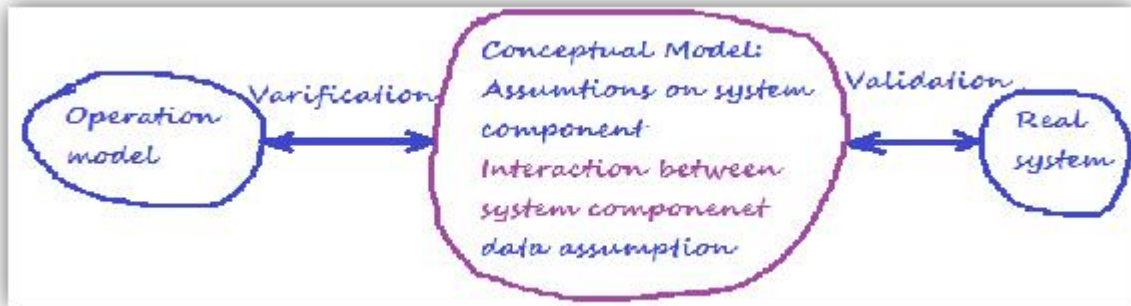 Operation
model
Varification
Conceptual Model:
Assumtions on system
component
Interaction between
system componenet
data assumption
Validation
Real
system